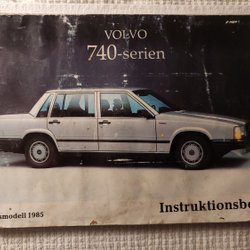 VOLVO
740-serien
smodell 1985
Instruktionsbo